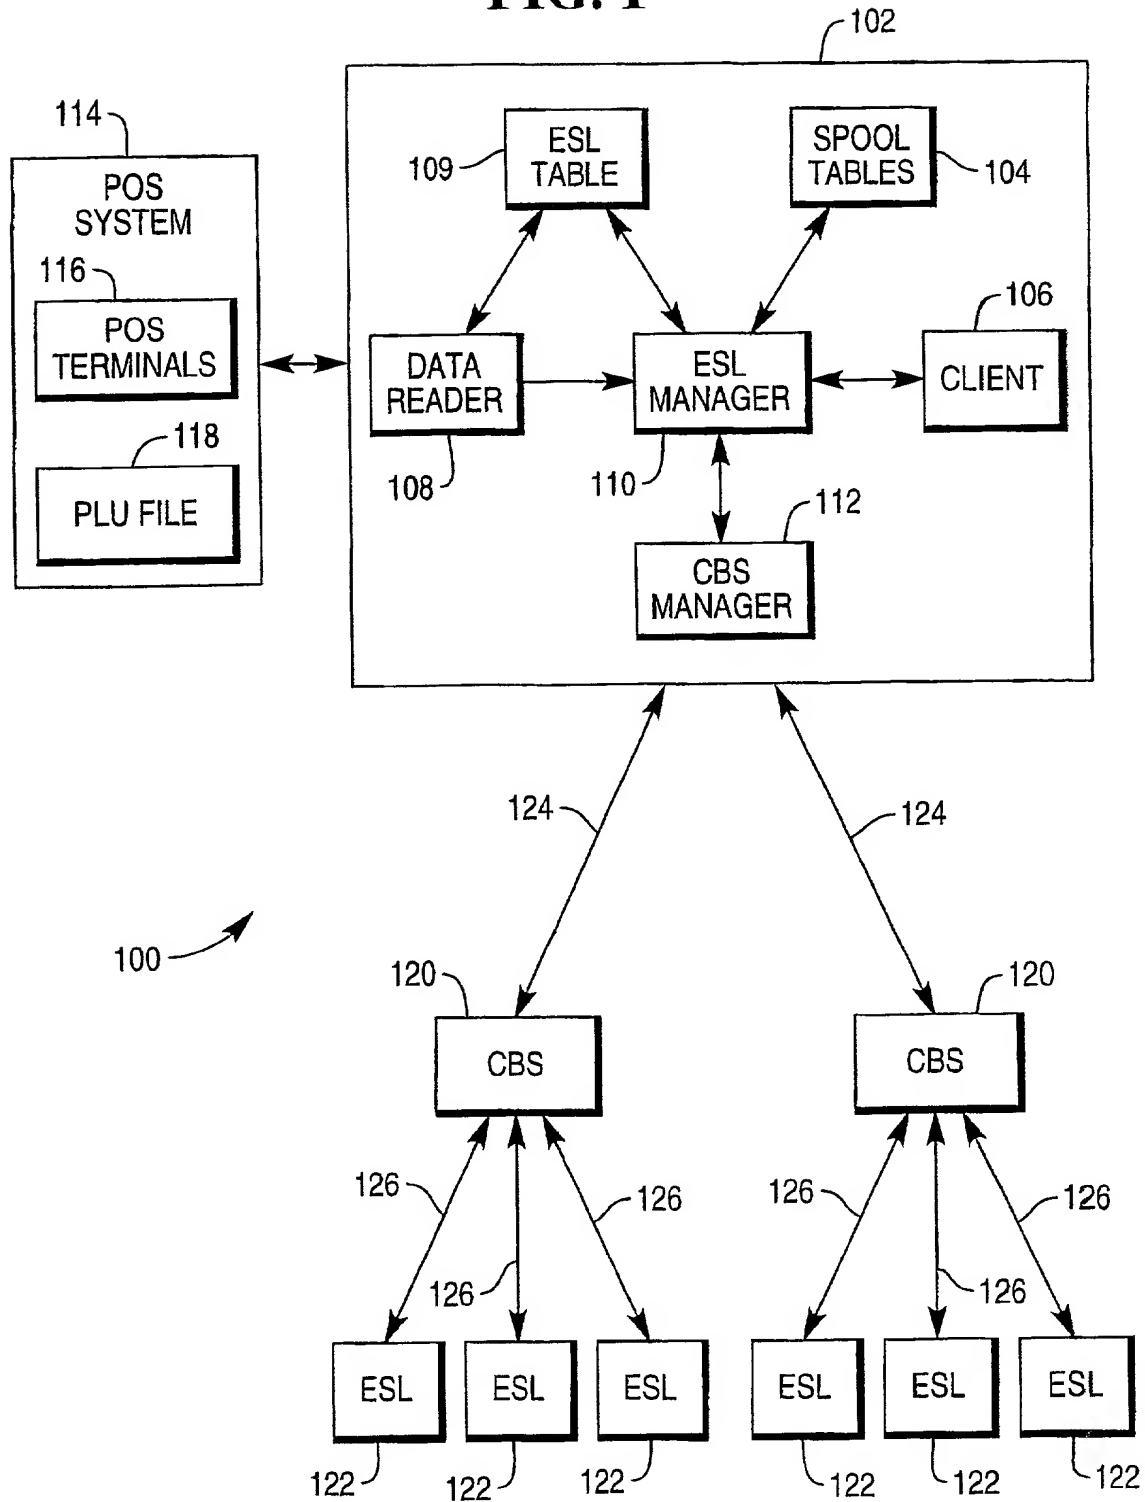 FIG. 1
102
114
POS
SYSTEM
116
POS
TERMINALS
118
PLU FILE
109
ESL
TABLE
SPOOL
TABLES
104
106
DATA
READER
108
ESL
MANAGER
110
CLIENT
112
CBS
MANAGER
124
124
100
120
120
CBS
CBS
126
126
126
126
126
126
ESL
ESL
ESL
ESL
ESL
ESL
122
122
122
122
122
122